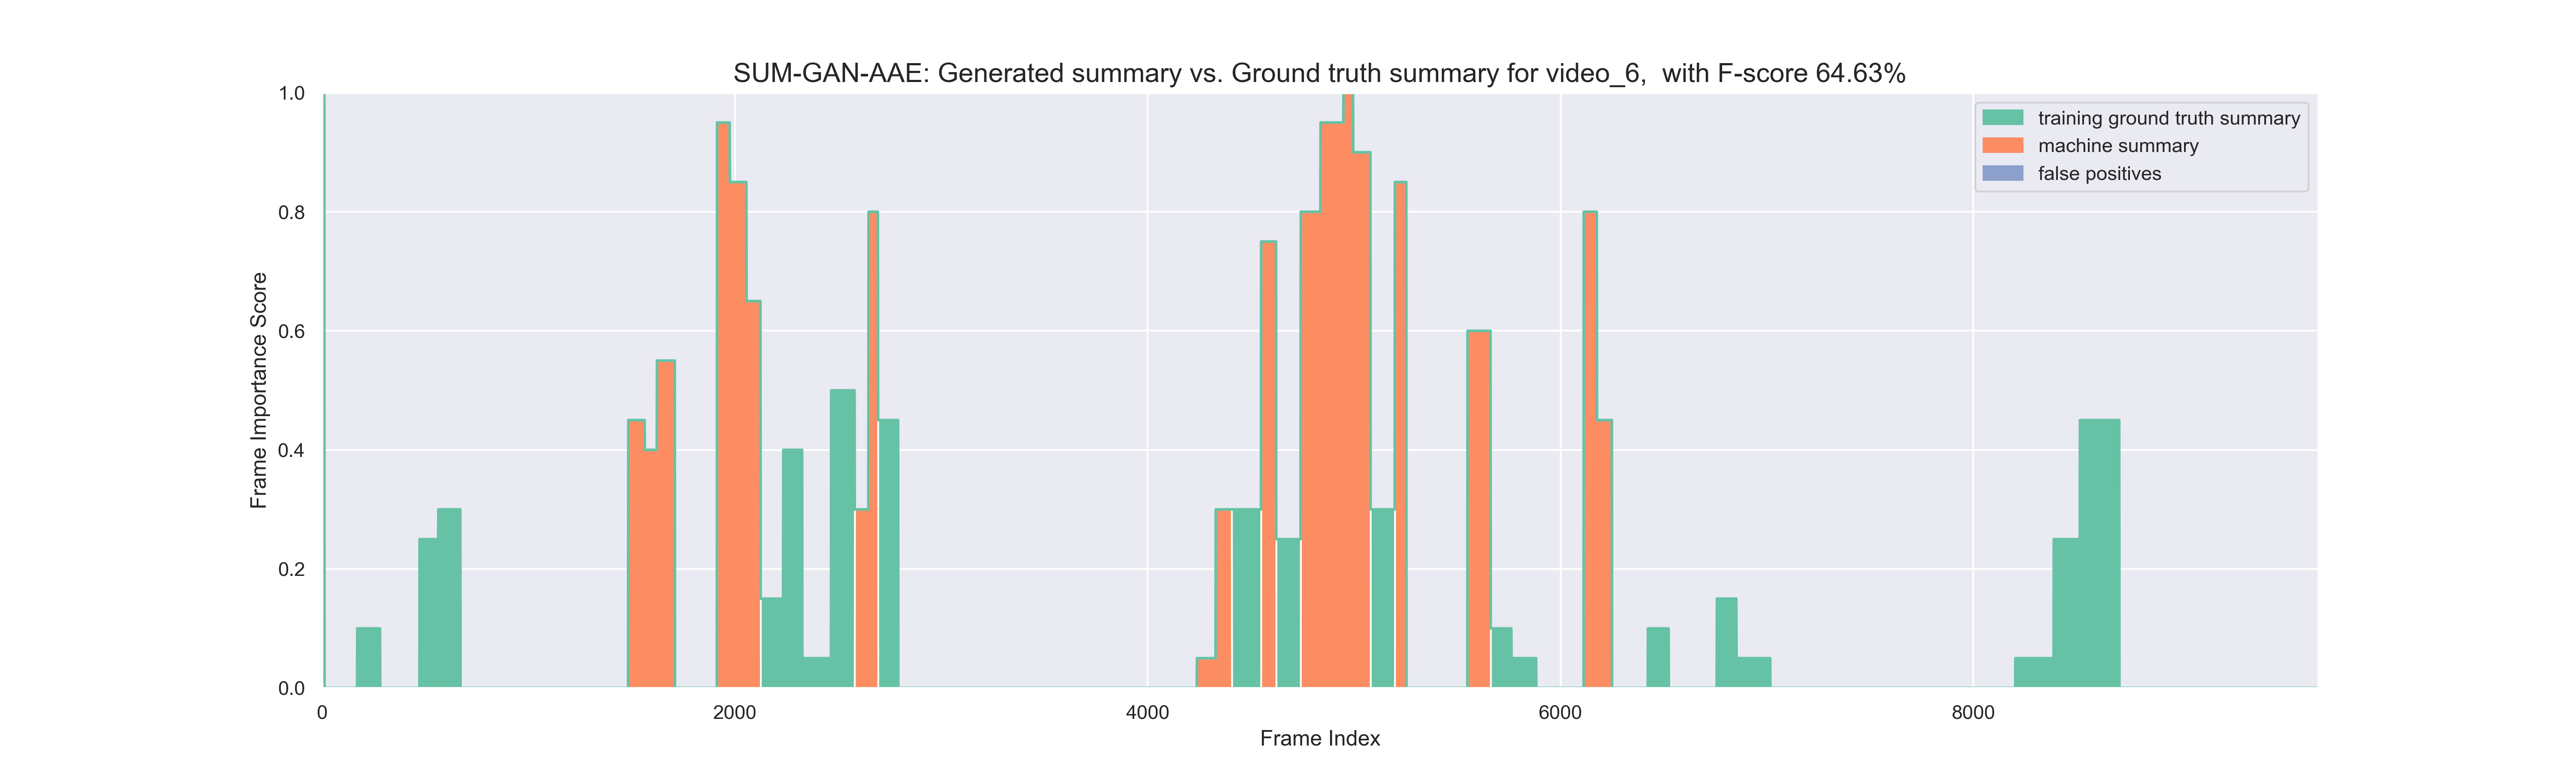 SUM-GAN-AAE: Generated summary vs. Ground truth summary for video_6,  with F-score 64.63%
1.0
0.8
0.6
0.4
0.2
0.0
Frame Importance Score
training ground truth summary
machine summary
false positives
0
2000
4000
6000
8000
Frame Index